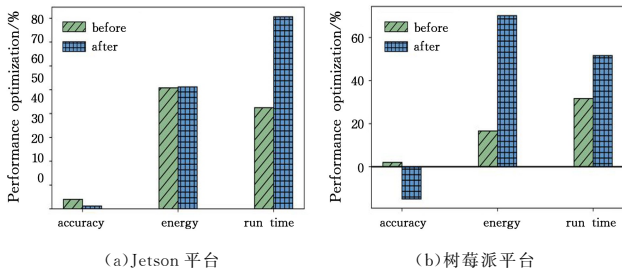 Performance optimization/%
80
70
60
50
40
30
20
10
0
before
after
accuracy energy run time
(a)Jetson 平台
Performance optimization/%
60
40
20
0
before
after
accuracy energy run time
(b)树莓派平台